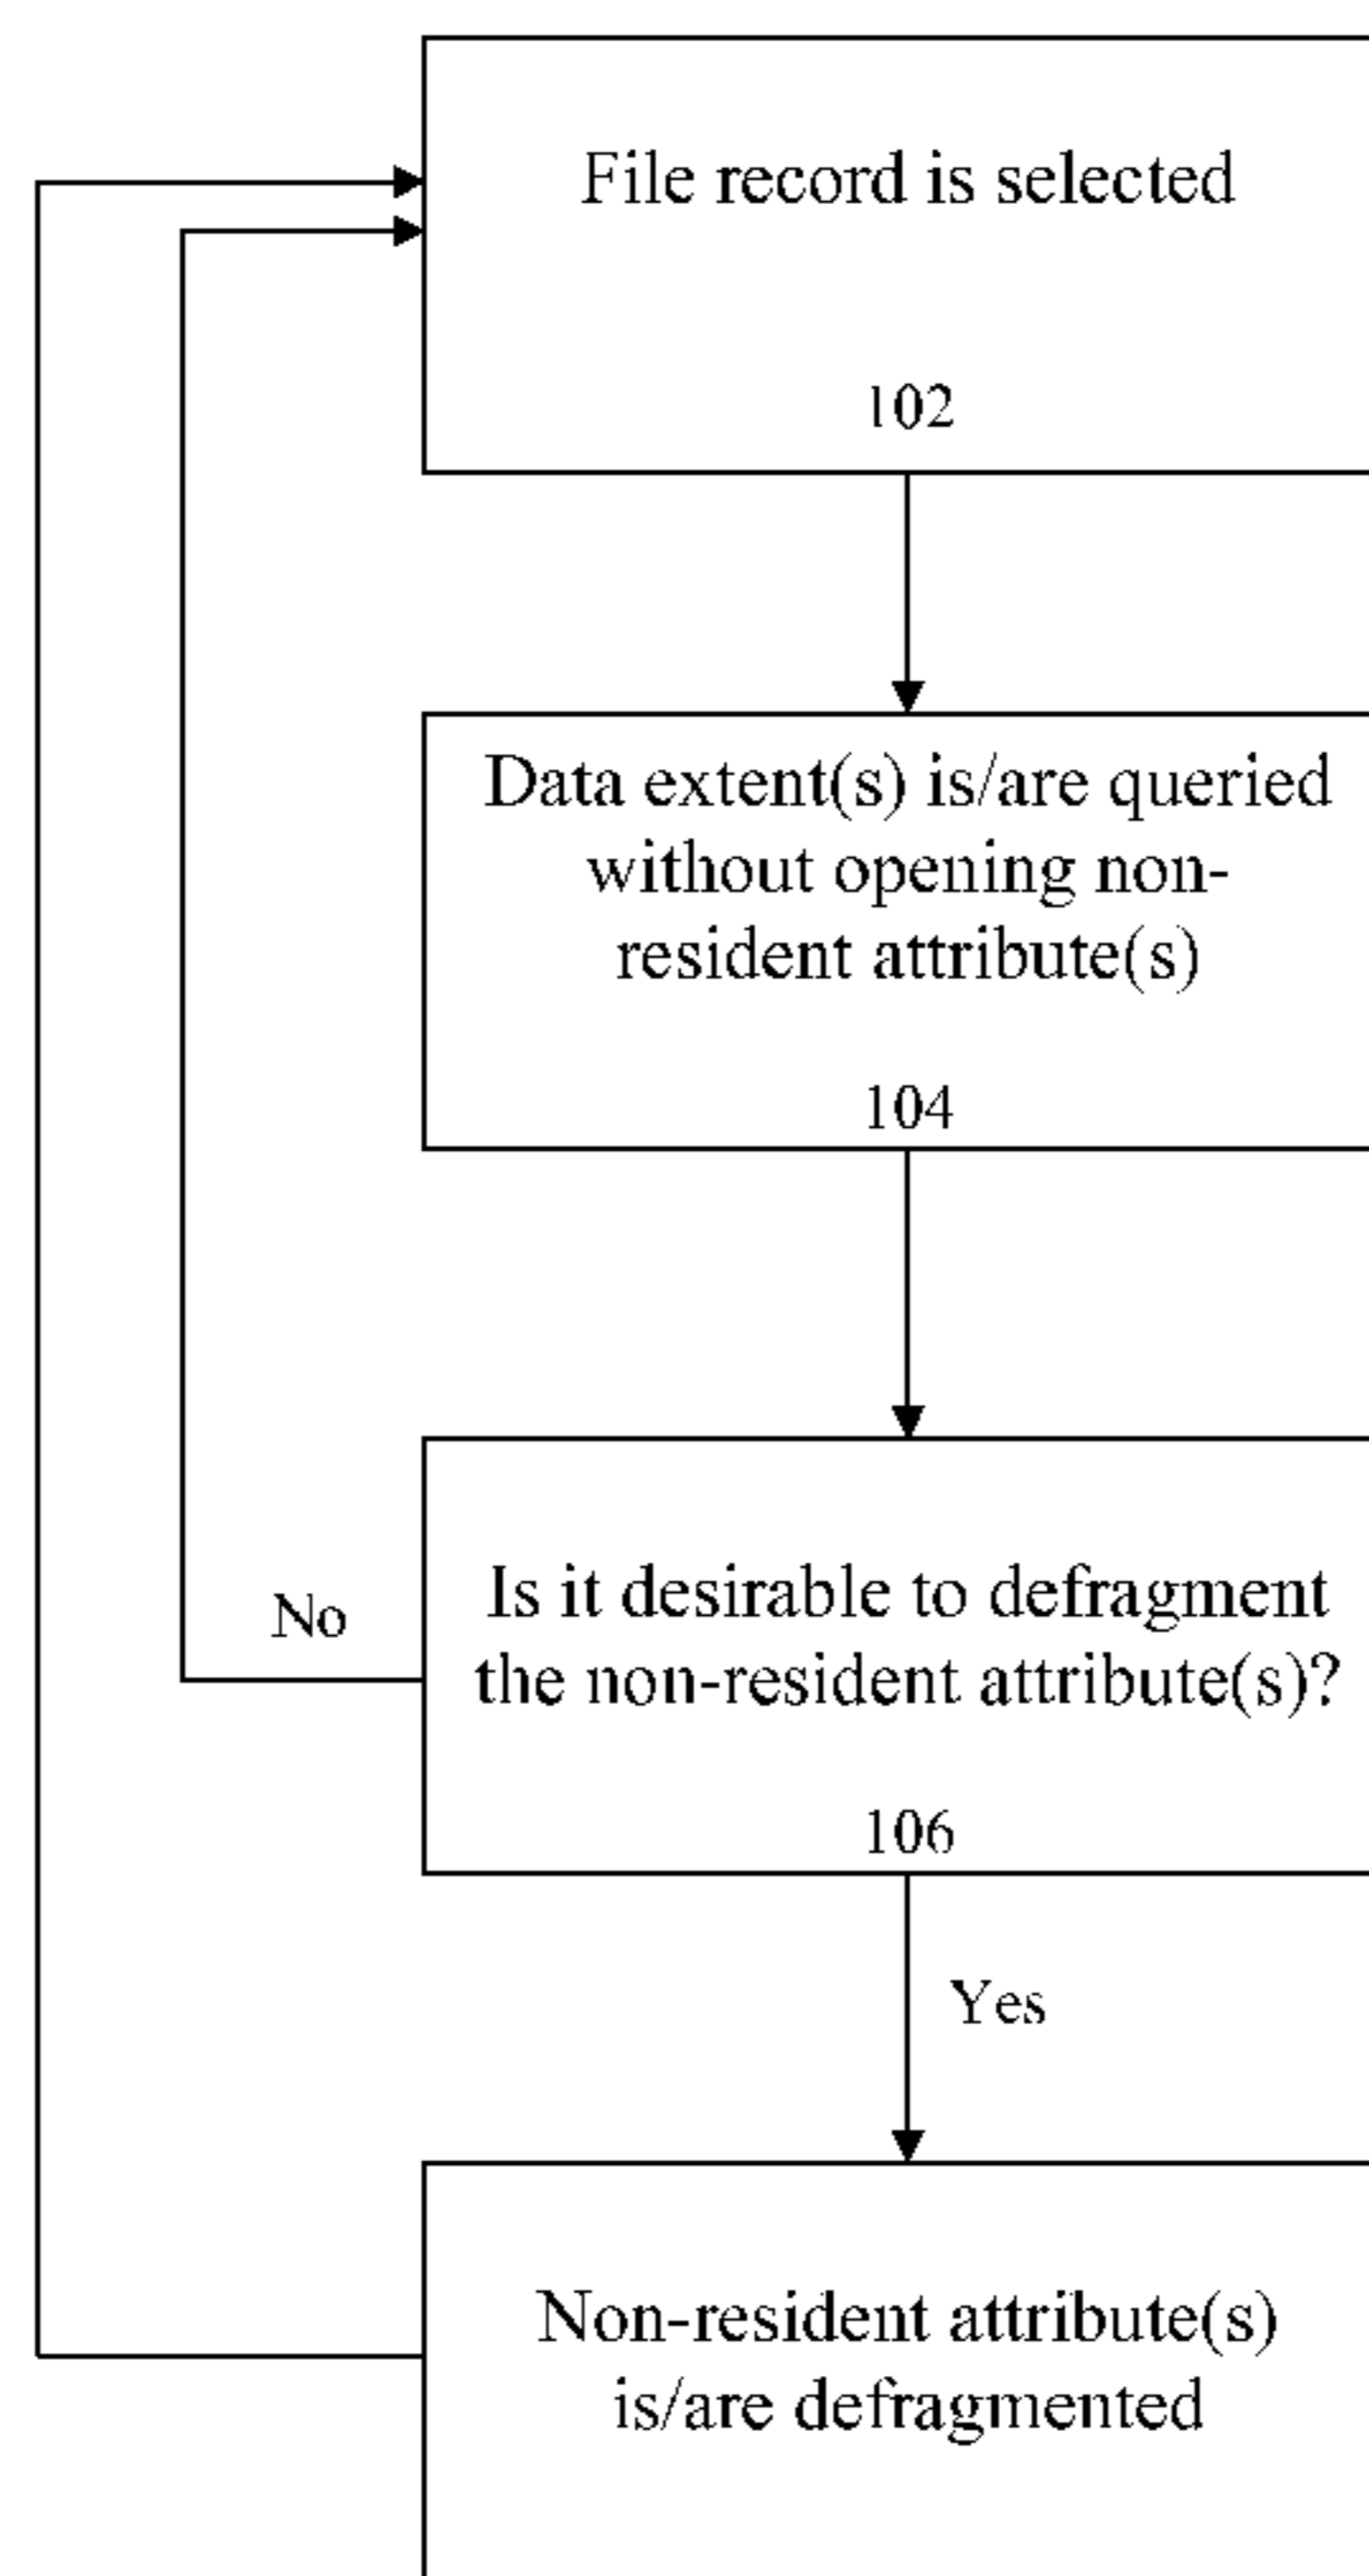 File record is selected
102
Data extent(s) is/are queried
without opening non-
resident attribute(s)
104
Is it desirable to defragment
the non-resident attribute(s)?
106
No
Yes
Non-resident attribute(s)
is/are defragmented